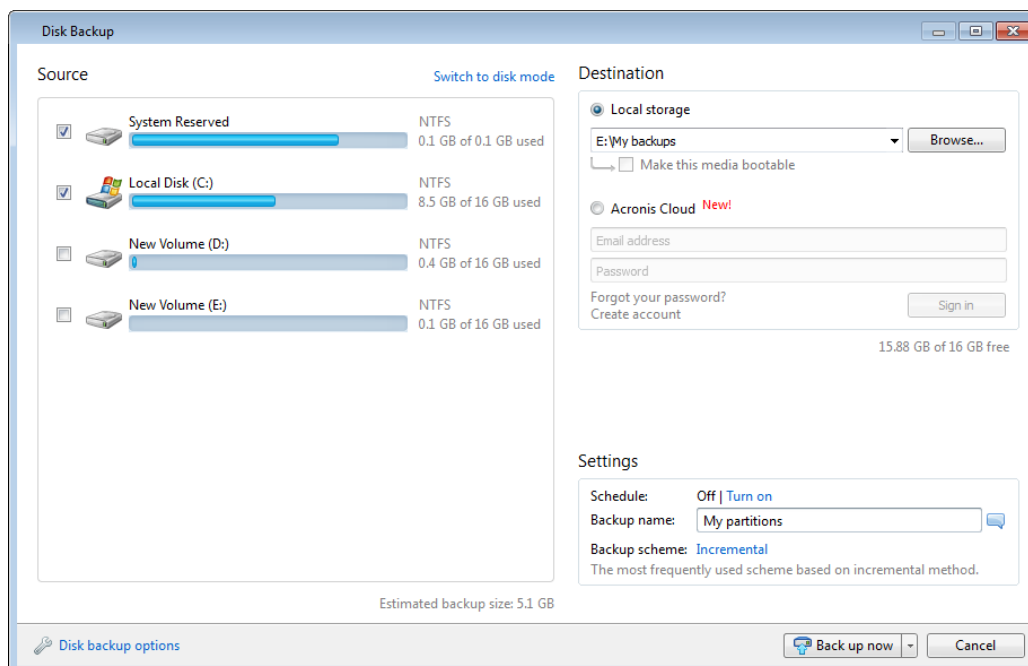 Disk Backup
Source
Switch to disk mode
System Reserved
NTFS
0.1 GB of 0.1 GB used
Local Disk (C:)
NTFS
8.5 GB of 16 GB used
New Volume (D:)
NTFS
0.4 GB of 16 GB used
New Volume (E:)
NTFS
0.1 GB of 16 GB used
Estimated backup size: 5.1 GB
Destination
Local storage
E:\My backups
Browse...
Make this media bootable
Acronis Cloud New!
Email address
Password
Forgot your password?
Create account
Sign in
15.88 GB of 16 GB free
Settings
Schedule: Off | Turn on
Backup name: My partitions
Backup scheme: Incremental
The most frequently used scheme based on incremental method.
Disk backup options
Back up now
Cancel